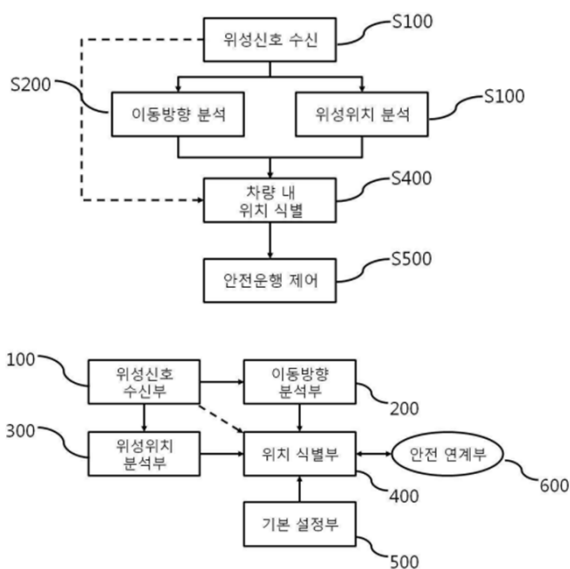 위성신호 수신
S100
S200
이동방향 분석
위성위치 분석
S100
차량 내
위치 식별
S400
안전운행 제어
S500
100
위성신호
수신부
이동방향
분석부
200
300
위성위치
분석부
위치 식별부
400
안전 연계부
600
기본 설정부
500